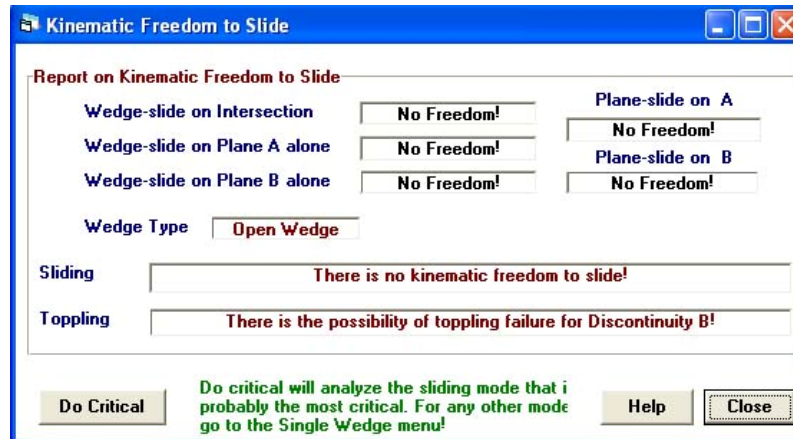 Kinematic Freedom to Slide
Report on Kinematic Freedom to Slide
Wedge-slide on Intersection No Freedom!
Wedge-slide on Plane A alone No Freedom!
Wedge-slide on Plane B alone No Freedom!
Plane-slide on A
No Freedom!
Plane-slide on B
No Freedom!
Wedge Type Open Wedge
Sliding There is no kinematic freedom to slide!
Toppling There is the possibility of toppling failure for Discontinuity B!
Do Critical
Do critical will analyze the sliding mode that i
probably the most critical. For any other mode
go to the Single Wedge menu!
Help
Close